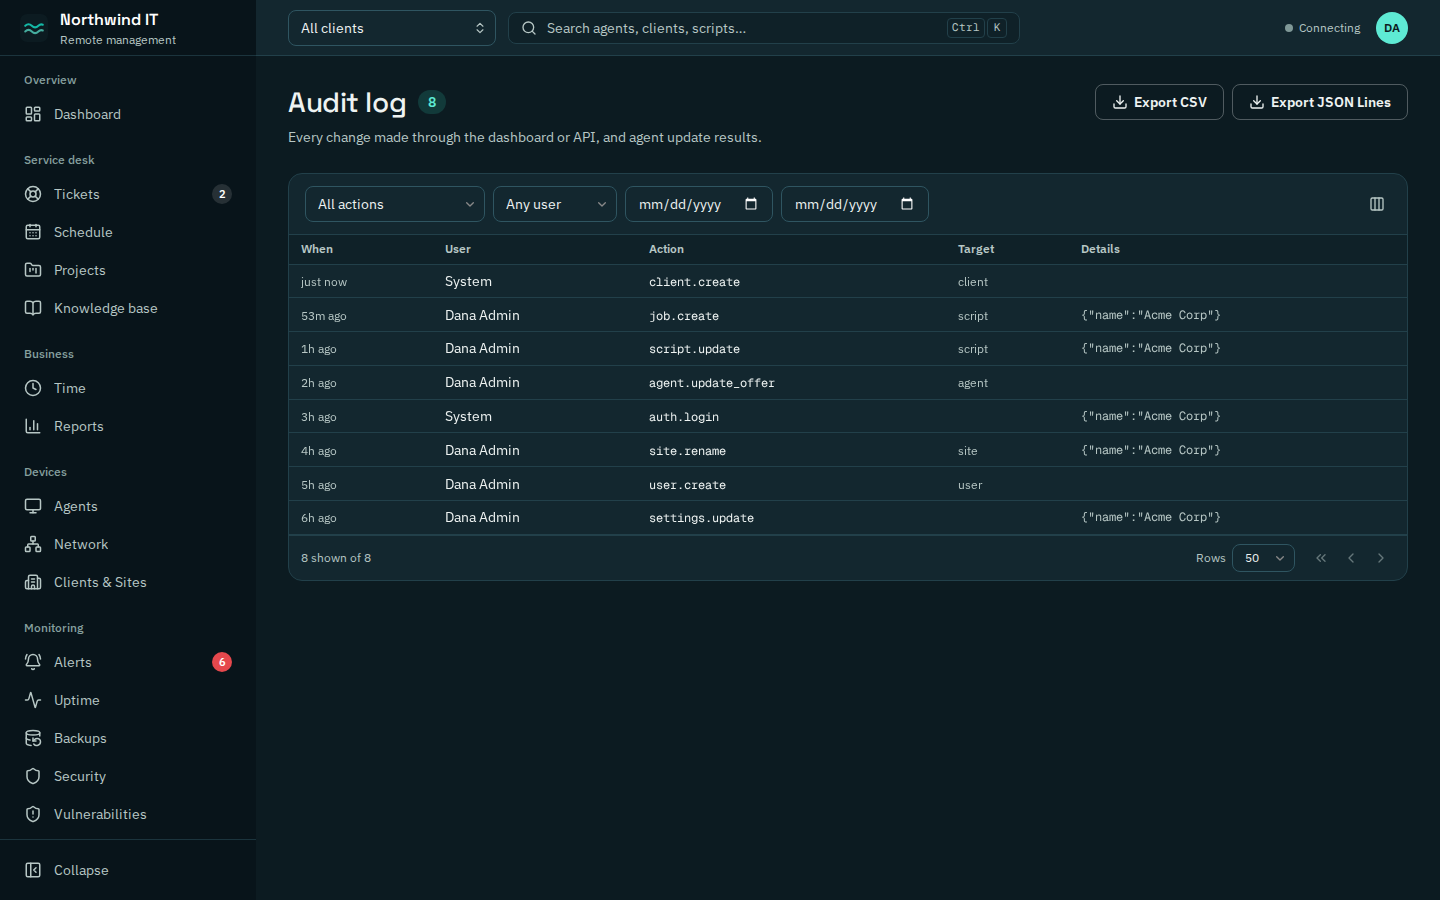 Northwind IT
Remote management
All clients
Search agents, clients, scripts...
Ctrl K
Connecting
DA
Overview
Dashboard
Service desk
Tickets 2
Schedule
Projects
Knowledge base
Business
Time
Reports
Devices
Agents
Network
Clients & Sites
Monitoring
Alerts 6
Uptime
Backups
Security
Vulnerabilities
Collapse
Audit log 8
Every change made through the dashboard or API, and agent update results.
Export CSV
Export JSON Lines
All actions
Any user
mm/dd/yyyy
mm/dd/yyyy
When User Action Target Details
just now System client.create client
53m ago Dana Admin job.create script {"name":"Acme Corp"}
1h ago Dana Admin script.update script {"name":"Acme Corp"}
2h ago Dana Admin agent.update_offer agent
3h ago System auth.login {"name":"Acme Corp"}
4h ago Dana Admin site.rename site {"name":"Acme Corp"}
5h ago Dana Admin user.create user
6h ago Dana Admin settings.update {"name":"Acme Corp"}
8 shown of 8
Rows 50